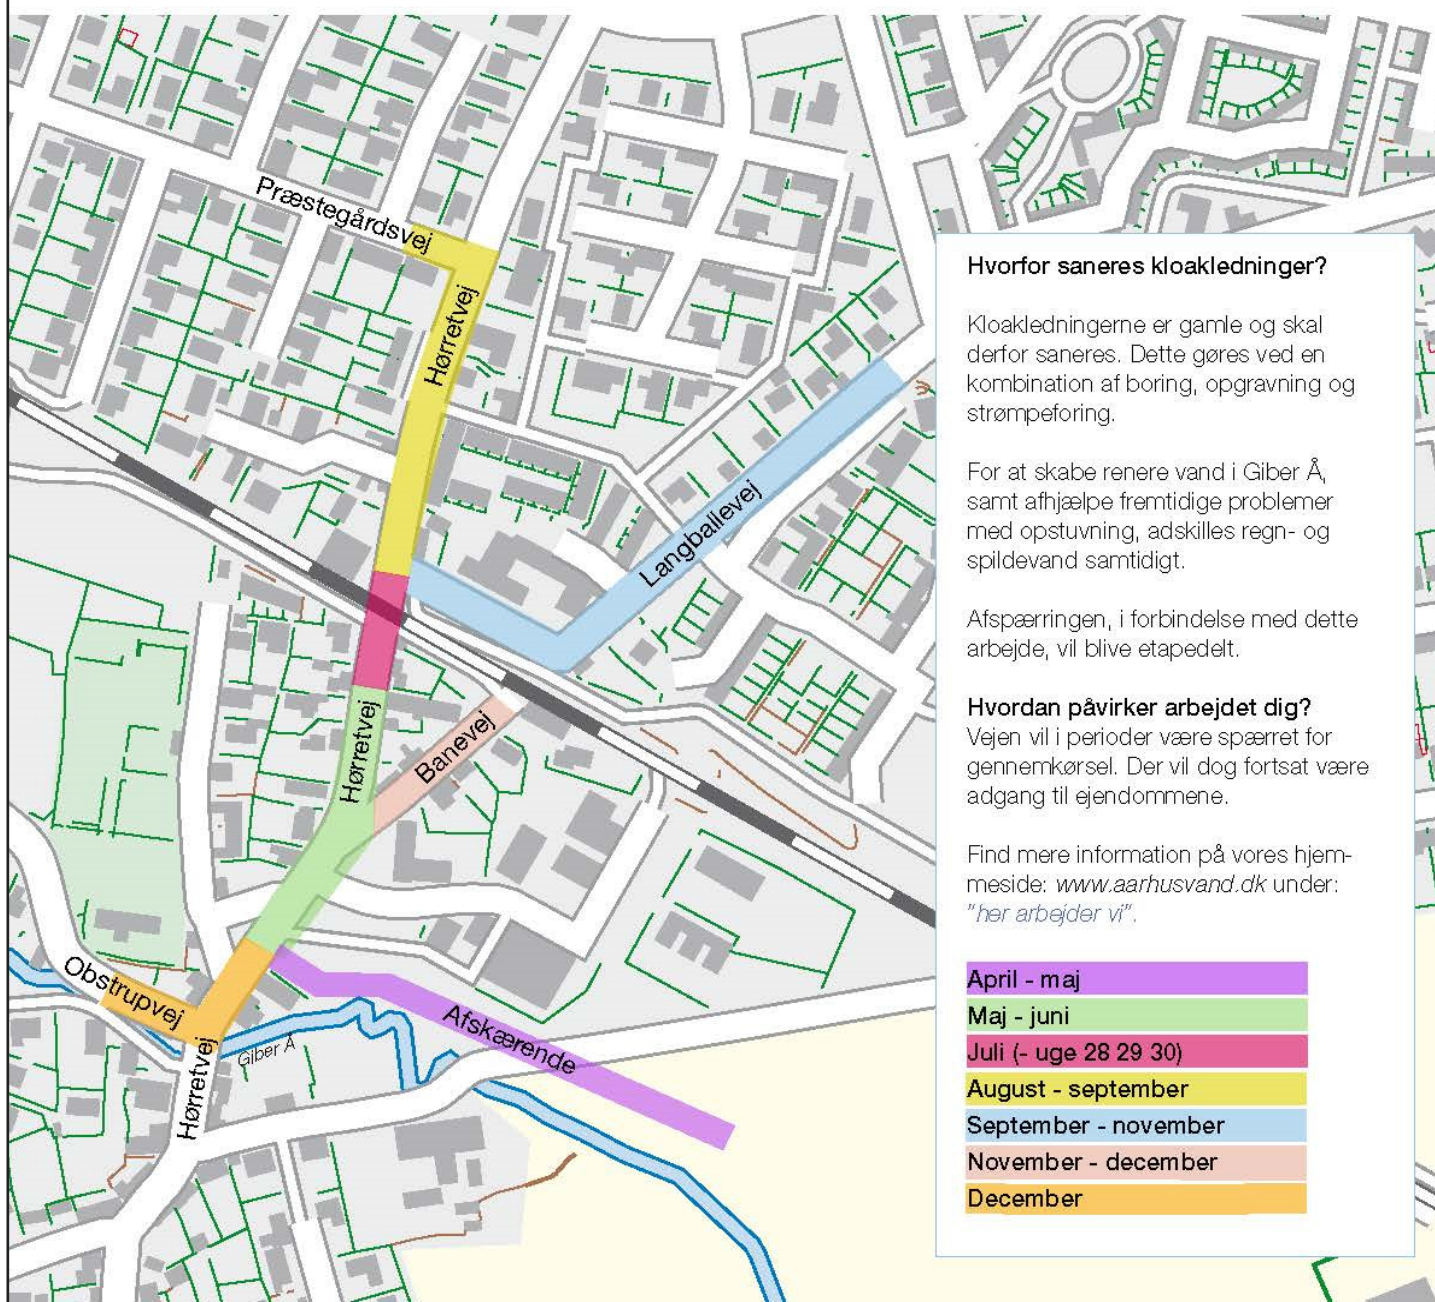 Præstegårdsvej
Hørretvej
Langballevej
Hørretvej
Banevej
Obstrupvej
Giber Å
Afskærende
Hørretvej
Hvorfor saneres kloakledninger?
Kloakledningerne er gamle og skal
derfor saneres. Dette gøres ved en
kombination af boring, opgravning og
strømpeforing.
For at skabe renere vand i Giber Å,
samt afhjælpe fremtidige problemer
med opstuvning, adskilles regn- og
spildevand samtidigt.
Afspærringen, i forbindelse med dette
arbejde, vil blive etapedelt.
Hvordan påvirker arbejdet dig?
Vejen vil i perioder være spærret for
gennemkørsel. Der vil dog fortsat være
adgang til ejendommene.
Find mere information på vores hjem-
meside: www.aarhusvand.dk under:
"her arbejder vi".
April - maj
Maj - juni
Juli (- uge 28 29 30)
August - september
September - november
November - december
December